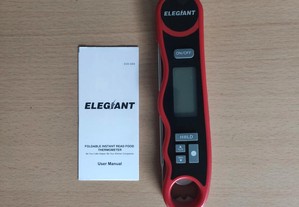 ELEGIANT
FOLDABLE INSTANT READ FOOD
THERMOMETER
User Manual
ELEGIANT
ON/OFF
HOLD